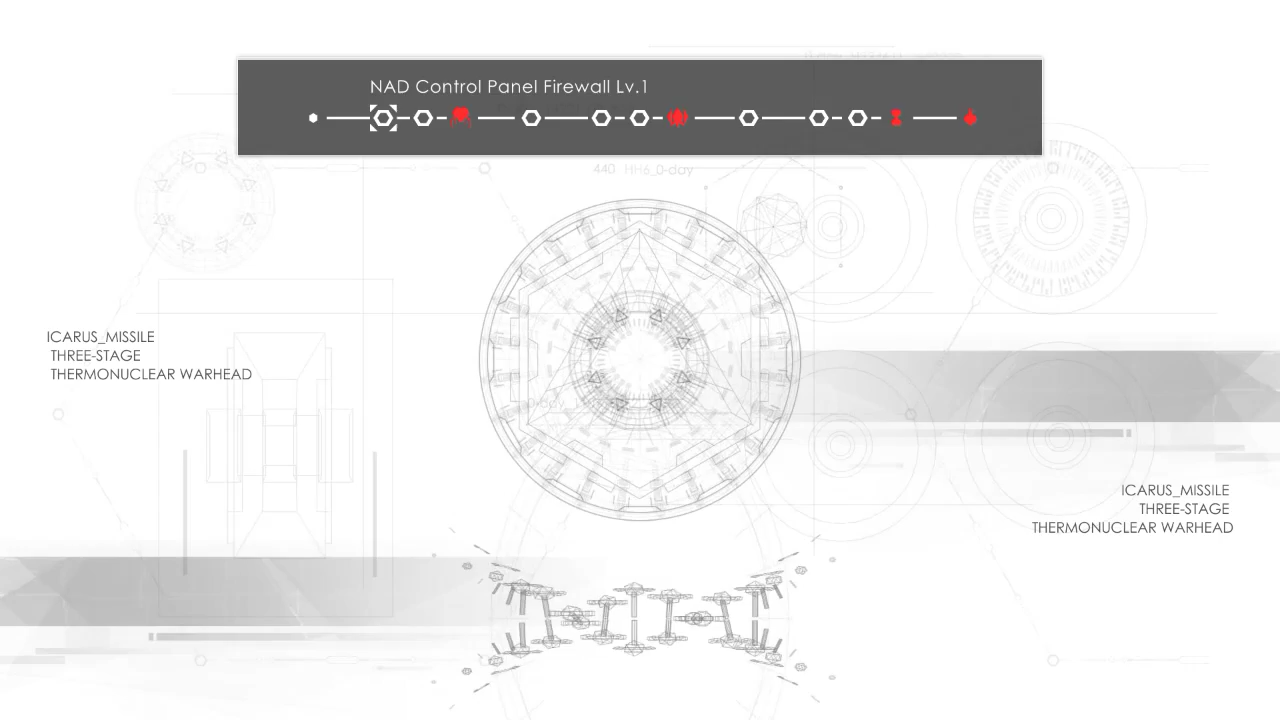 NAD Control Panel Firewall Lv.1
440 HH6_0-day
ICARUS_MISSILE
THREE-STAGE
THERMONUCLEAR WARHEAD
ICARUS_MISSILE
THREE-STAGE
THERMONUCLEAR WARHEAD